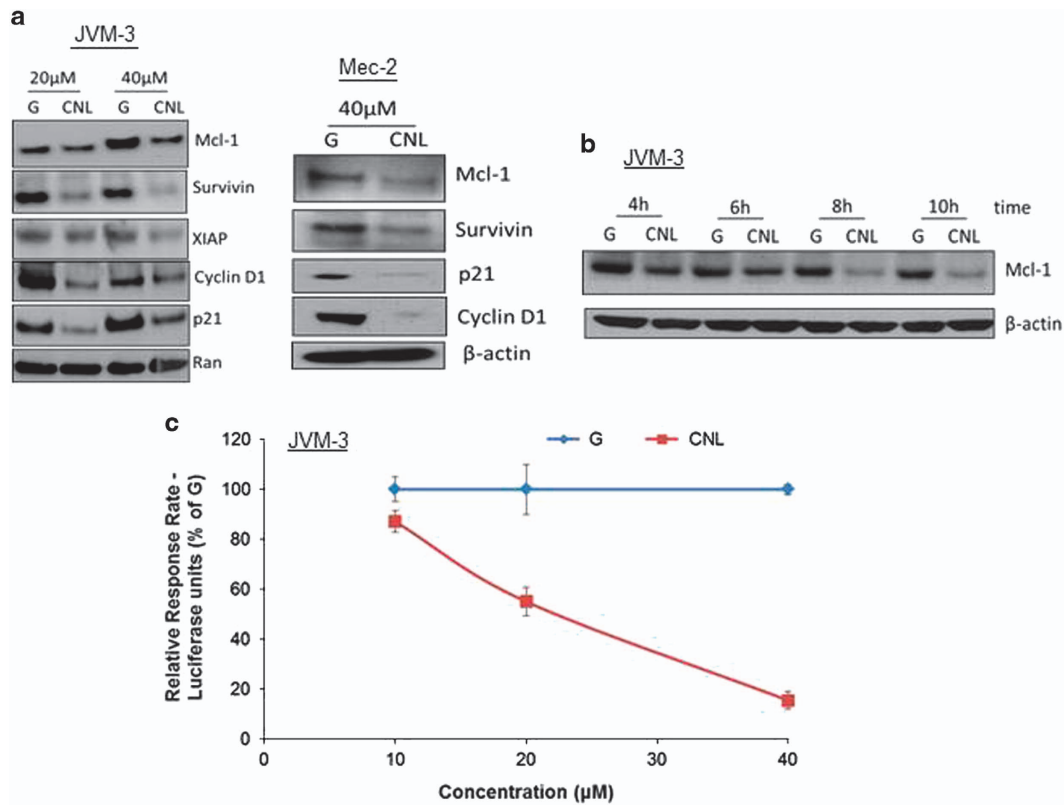 a
JVM-3
20µM 40µM
G CNL G CNL
Mcl-1
Survivin
XIAP
Cyclin D1
p21
Ran
Mec-2
40µM
G CNL
Mcl-1
Survivin
p21
Cyclin D1
β-actin
b
JVM-3
4h 6h 8h 10h time
G CNL G CNL G CNL G CNL
Mcl-1
β-actin
c
JVM-3
G CNL
Relative Response Rate -
Luciferase units (% of G)
120
100
80
60
40
20
0
0 10 20 30 40
Concentration (µM)